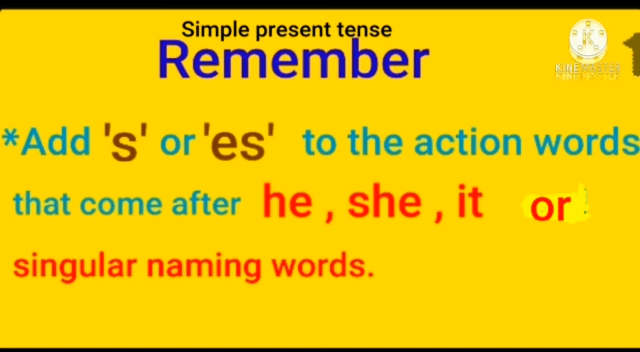 Simple present tense
Remember
*Add 's' or 'es' to the action words
that come after he , she , it or
singular naming words.